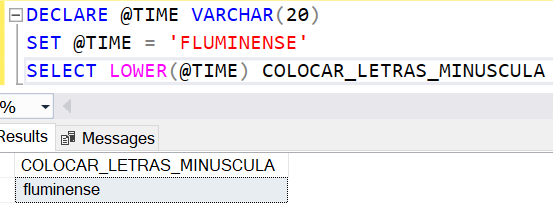 DECLARE @TIME VARCHAR(20)
SET @TIME = 'FLUMINENSE'
SELECT LOWER(@TIME) COLOCAR_LETRAS_MINUSCULA
%
Results Messages
COLOCAR_LETRAS_MINUSCULA
fluminense